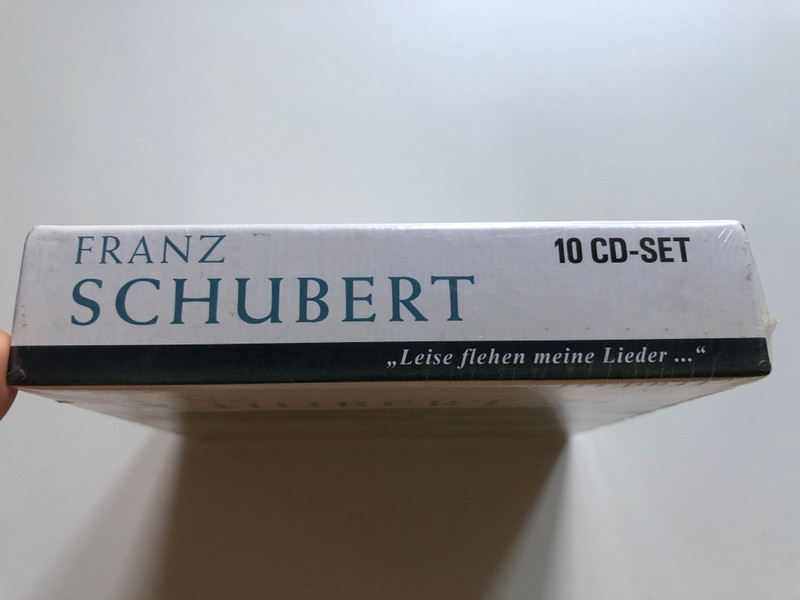 FRANZ
SCHUBERT
10 CD-SET
„Leise flehen meine Lieder ...“